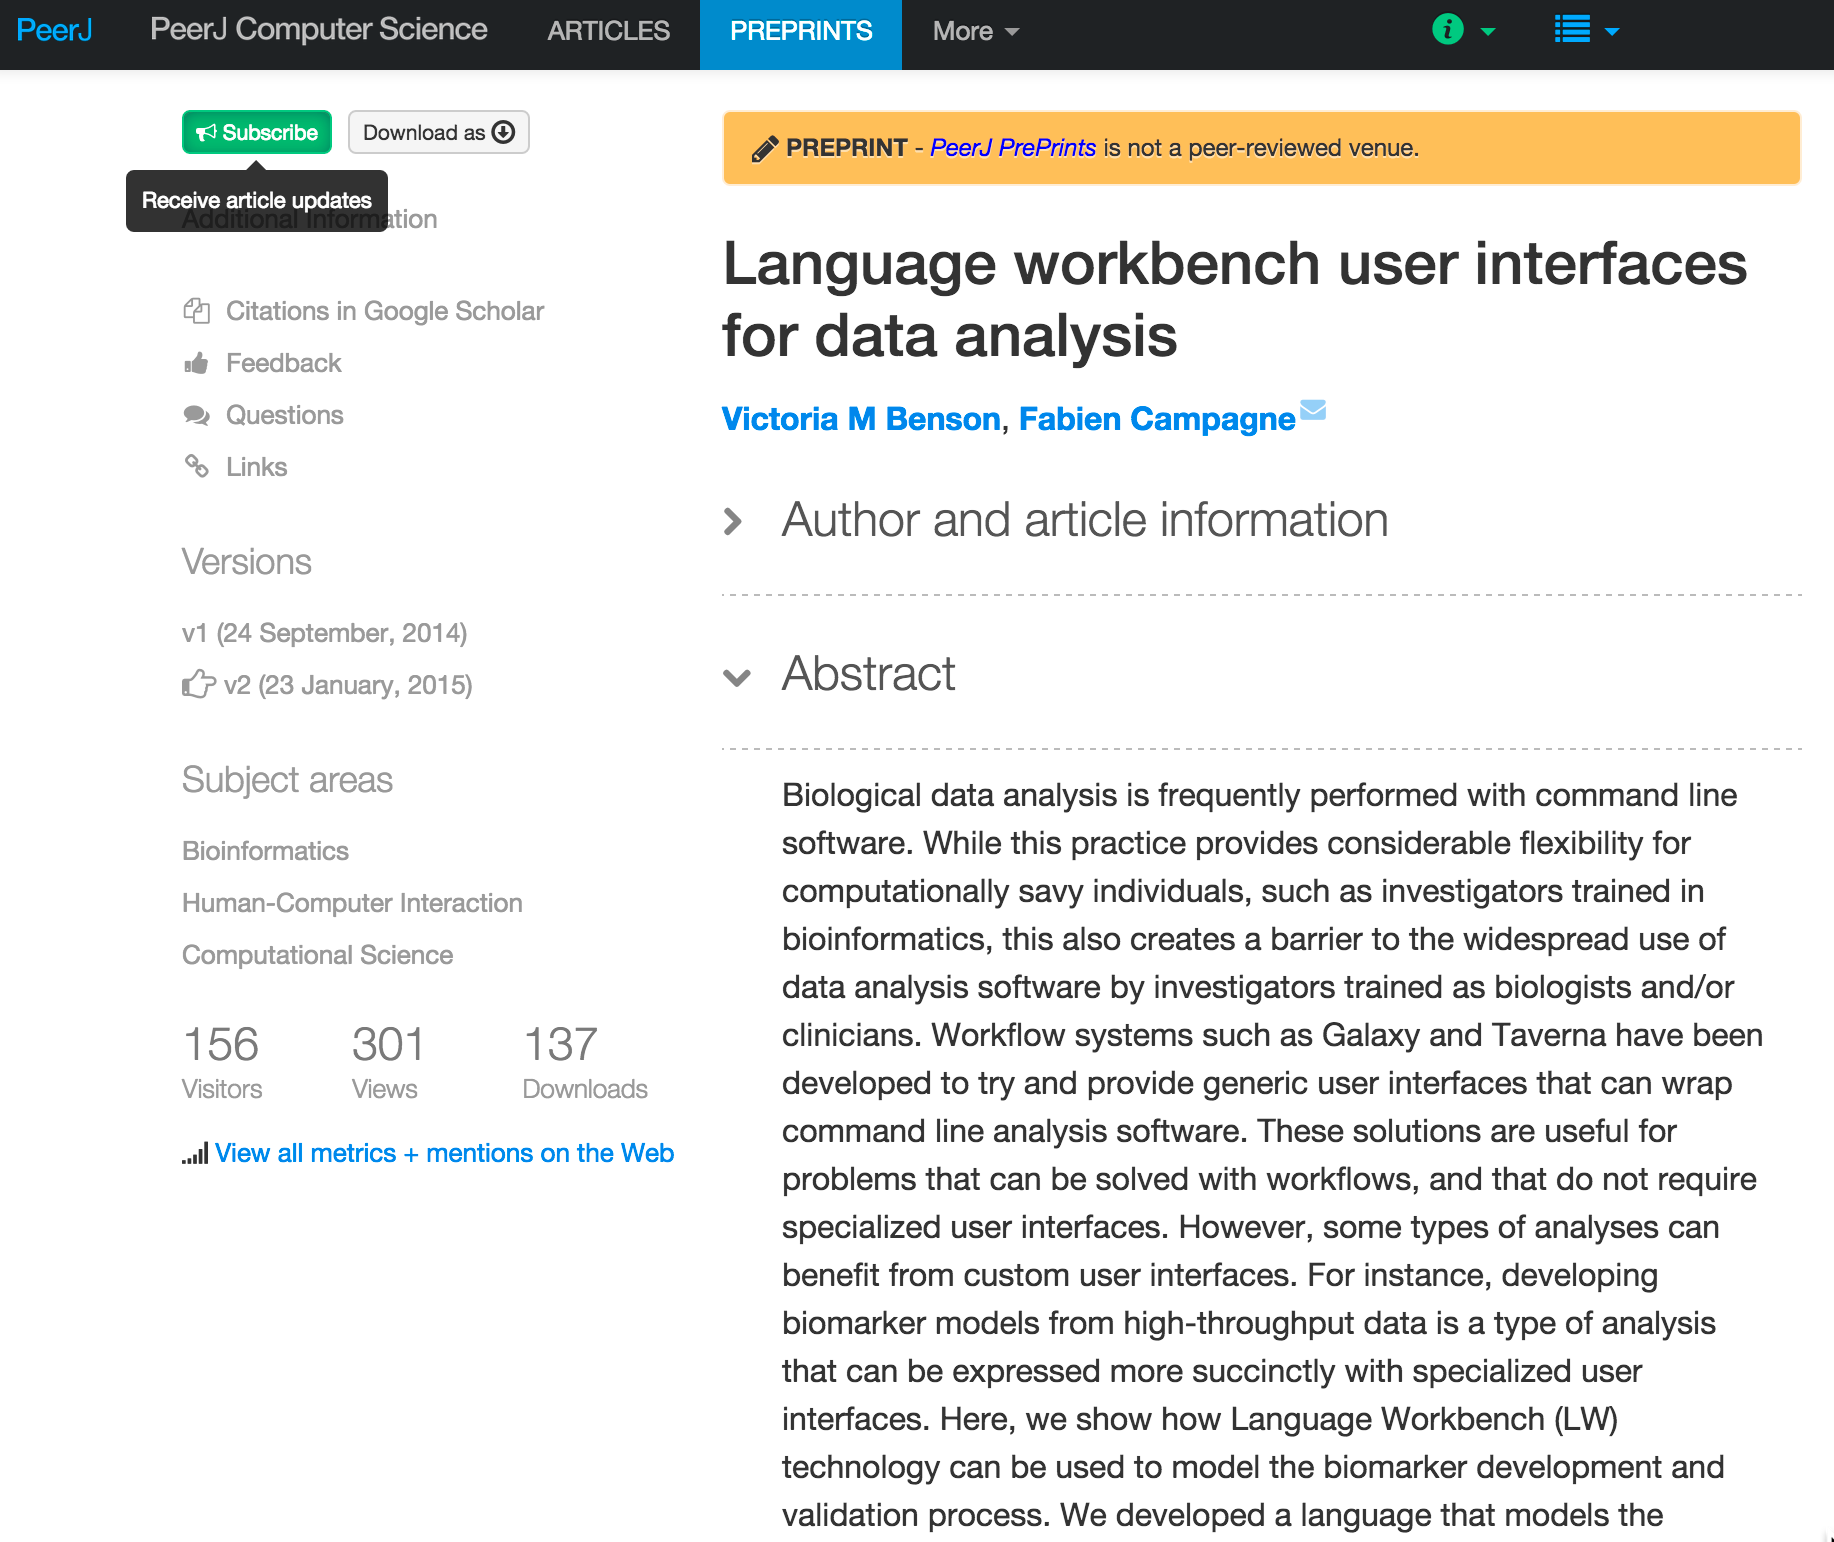 PeerJ PeerJ Computer Science ARTICLES PREPRINTS More
Subscribe Download as
Receive article updates
Additional Information
Citations in Google Scholar
Feedback
Questions
Links
Versions
v1 (24 September, 2014)
v2 (23 January, 2015)
Subject areas
Bioinformatics
Human-Computer Interaction
Computational Science
156 301 137
Visitors Views Downloads
View all metrics + mentions on the Web
PREPRINT - PeerJ PrePrints is not a peer-reviewed venue.
Language workbench user interfaces
for data analysis
Victoria M Benson, Fabien Campagne
Author and article information
Abstract
Biological data analysis is frequently performed with command line
software. While this practice provides considerable flexibility for
computationally savy individuals, such as investigators trained in
bioinformatics, this also creates a barrier to the widespread use of
data analysis software by investigators trained as biologists and/or
clinicians. Workflow systems such as Galaxy and Taverna have been
developed to try and provide generic user interfaces that can wrap
command line analysis software. These solutions are useful for
problems that can be solved with workflows, and that do not require
specialized user interfaces. However, some types of analyses can
benefit from custom user interfaces. For instance, developing
biomarker models from high-throughput data is a type of analysis
that can be expressed more succinctly with specialized user
interfaces. Here, we show how Language Workbench (LW)
technology can be used to model the biomarker development and
validation process. We developed a language that models the